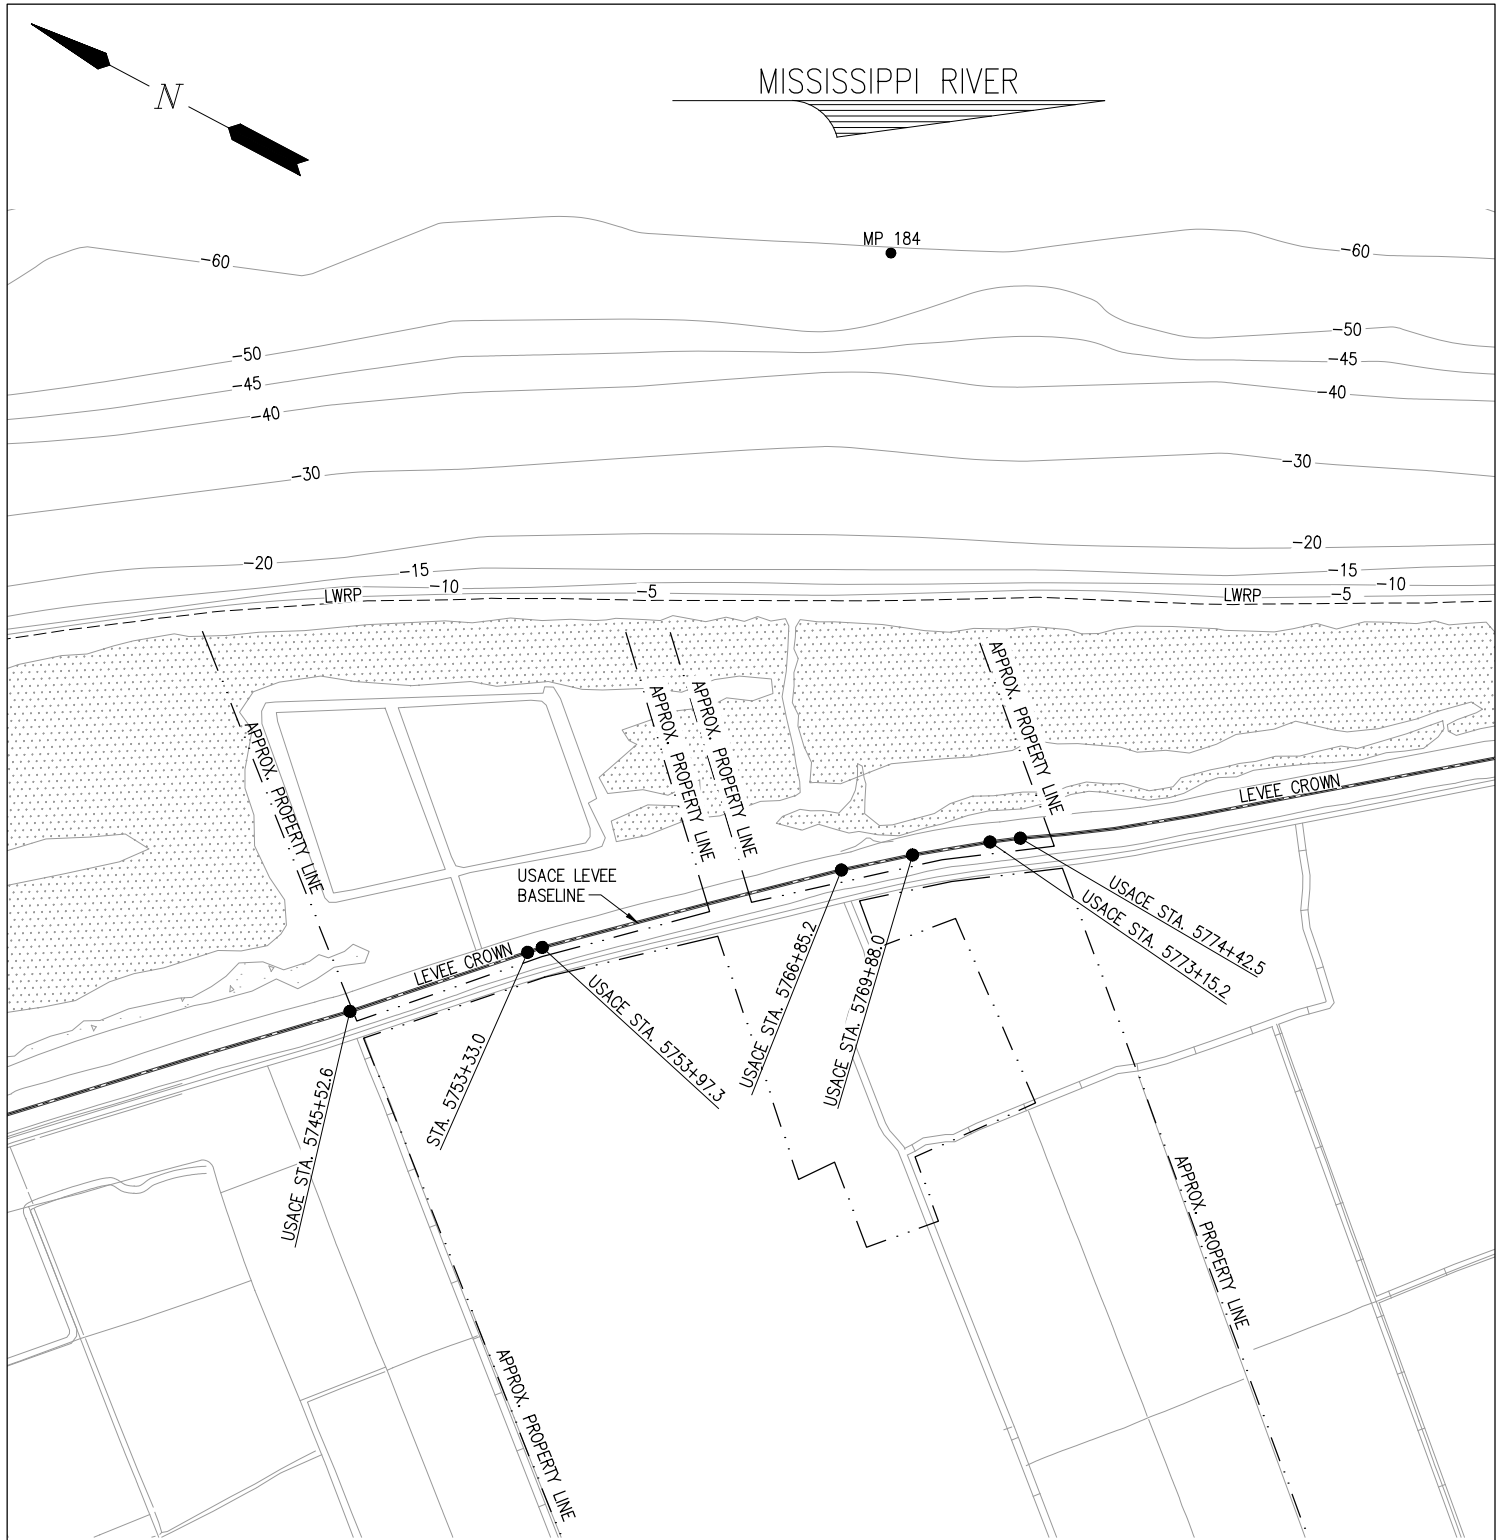 N
MISSISSIPPI RIVER
MP 184
-60
-60
-50
-50
-45
-45
-40
-40
-30
-30
-20
-20
-15
-15
-10
-10
-5
-5
LWRP
LWRP
APPROX. PROPERTY LINE
APPROX. PROPERTY LINE
APPROX. PROPERTY LINE
APPROX. PROPERTY LINE
LEVEE CROWN
USACE LEVEE
BASELINE
LEVEE CROWN
USACE STA. 5745+52.6
STA. 5753+33.0
USACE STA. 5753+97.3
USACE STA. 5766+85.2
USACE STA. 5769+88.0
USACE STA. 5773+15.2
USACE STA. 5774+42.5
APPROX. PROPERTY LINE
APPROX. PROPERTY LINE